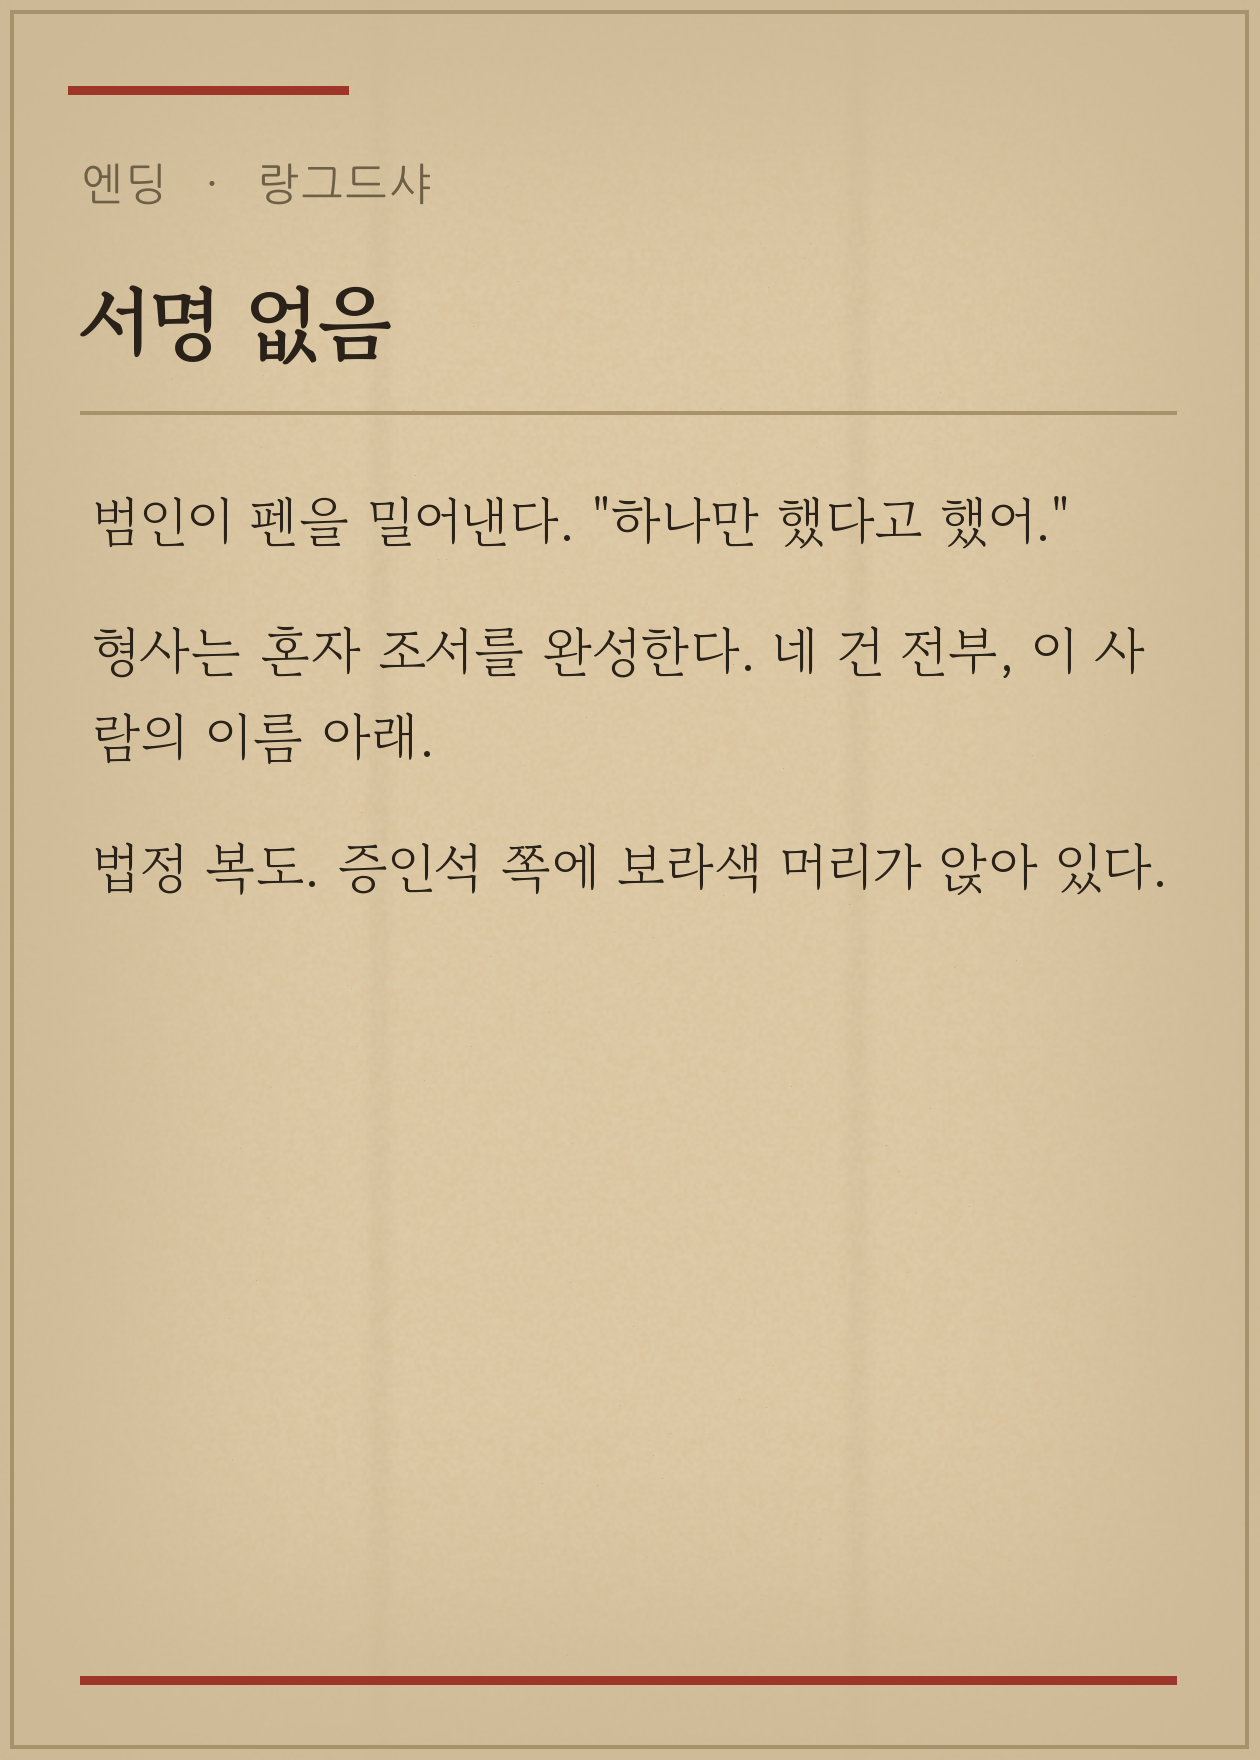 엔딩 · 랑그드샤
서명 없음
범인이 펜을 밀어낸다. "하나만 했다고 했어."
형사는 혼자 조서를 완성한다. 네 건 전부, 이 사
람의 이름 아래.
법정 복도. 증인석 쪽에 보라색 머리가 앉아 있다.